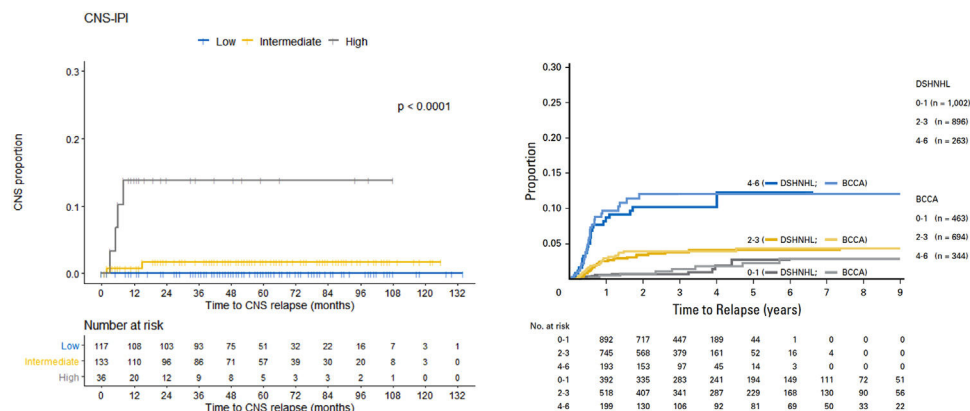 CNS-IPI
Low Intermediate High
0.3
0.2
0.1
0.0
CNS proportion
p < 0.0001
0 12 24 36 48 60 72 84 96 108 120 132
Time to CNS relapse (months)
Number at risk
Low 117 108 103 93 75 51 32 22 16 7 3 1
Intermediate 133 110 96 86 71 57 39 30 20 8 3 0
High 36 20 12 9 8 5 3 3 2 1 0 0
0 12 24 36 48 60 72 84 96 108 120 132
Time to CNS relapse (months)
0.30
0.25
0.20
0.15
0.10
0.05
Proportion
4-6 (DSHNHL; BCCA)
2-3 (DSHNHL; BCCA)
0-1 (DSHNHL; BCCA)
0 1 2 3 4 5 6 7 8 9
Time to Relapse (years)
DSHNHL
0-1 (n = 1,002)
2-3 (n = 896)
4-6 (n = 263)
BCCA
0-1 (n = 463)
2-3 (n = 694)
4-6 (n = 344)
No. at risk
0-1 892 717 447 189 44 1 0 0 0
2-3 745 568 379 161 52 16 4 0 0
4-6 193 153 97 45 14 3 0 0 0
0-1 392 335 283 241 194 149 111 72 51
2-3 518 407 341 287 229 168 130 90 56
4-6 199 130 106 92 81 69 50 33 22